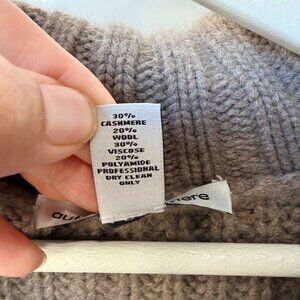 30%
CASHMERE
20%
WOOL
30%
VISCOSE
20%
POLYAMIDE
PROFESSIONAL
DRY CLEAN
ONLY